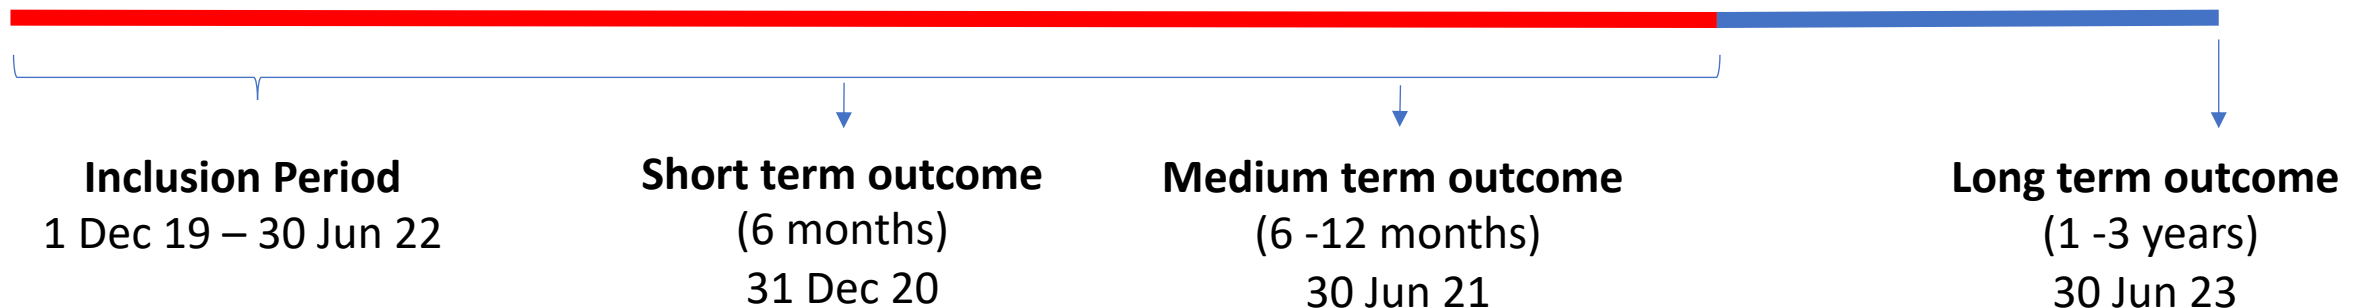 Inclusion Period
1 Dec 19 – 30 Jun 22
Short term outcome
(6 months)
31 Dec 20
Medium term outcome
(6 -12 months)
30 Jun 21
Long term outcome
(1 -3 years)
30 Jun 23